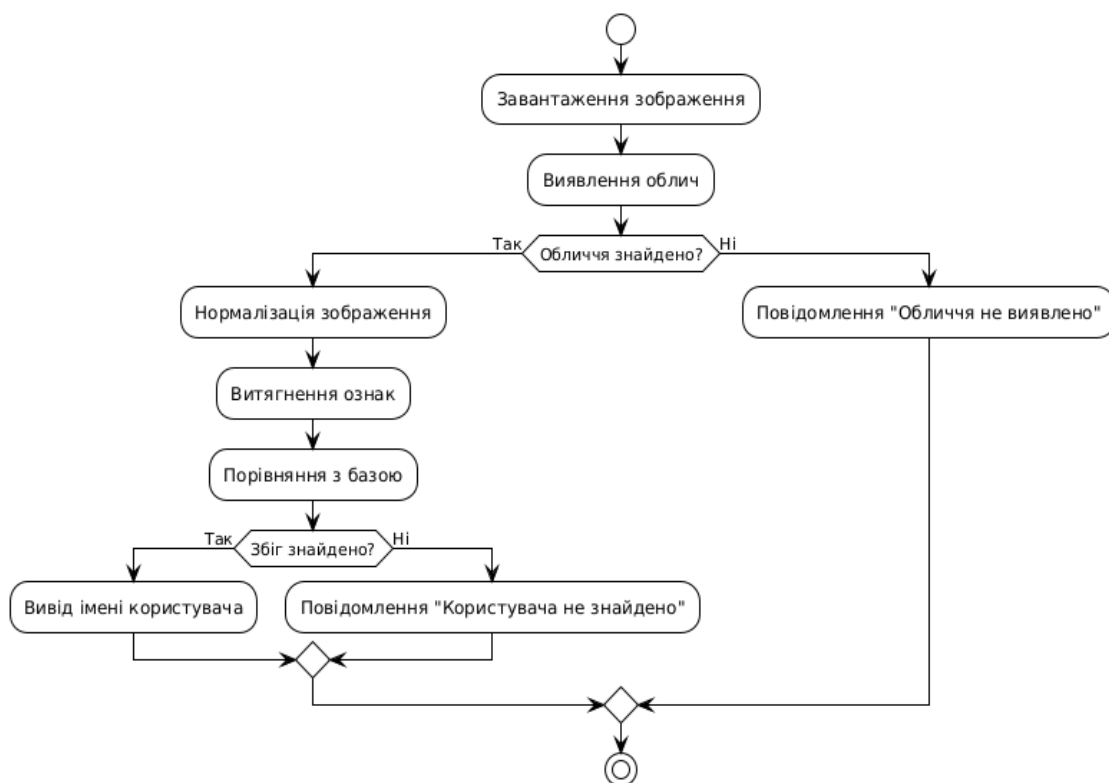 Завантаження зображення
Виявлення облич
Так
Обличчя знайдено?
Ні
Нормалізація зображення
Повідомлення "Обличчя не виявлено"
Витягнення ознак
Порівняння з базою
Так
Збіг знайдено?
Ні
Вивід імені користувача
Повідомлення "Користувача не знайдено"